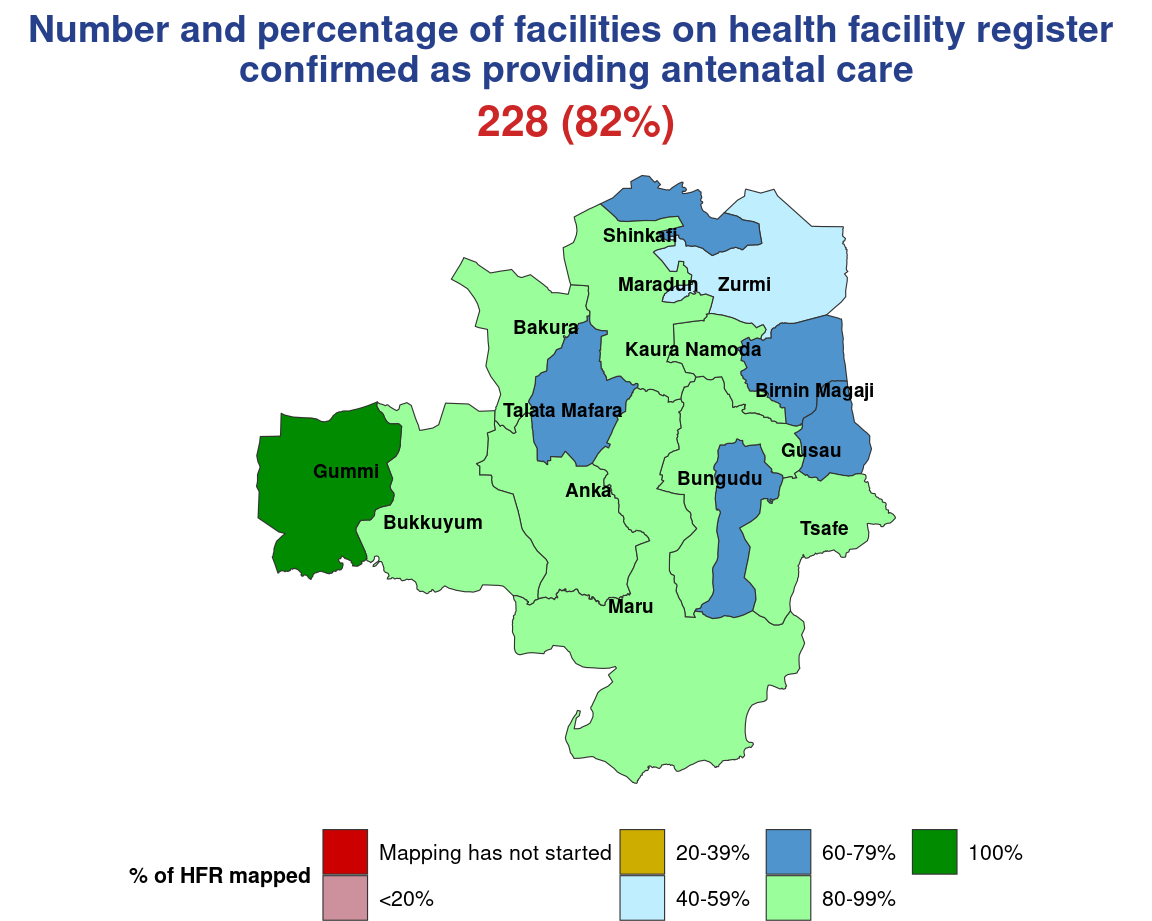 Number and percentage of facilities on health facility register
confirmed as providing antenatal care
228 (82%)
Shinkafi
Maradun
Zurmi
Bakura
Kaura Namoda
Birnin Magaji
Talata Mafara
Gusau
Gummi
Bungudu
Anka
Bukkuyum
Tsafe
Maru
% of HFR mapped
Mapping has not started
<20%
20-39%
40-59%
60-79%
80-99%
100%